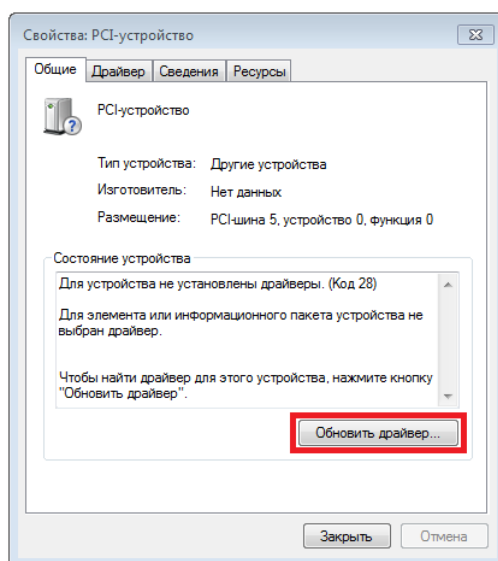 Свойства: PCI-устройство
Общие Драйвер Сведения Ресурсы
PCI-устройство
Тип устройства: Другие устройства
Изготовитель: Нет данных
Размещение: PCI-шина 5, устройство 0, функция 0
Состояние устройства
Для устройства не установлены драйверы. (Код 28)
Для элемента или информационного пакета устройства не
выбран драйвер.
Чтобы найти драйвер для этого устройства, нажмите кнопку
"Обновить драйвер".
Обновить драйвер...
Закрыть Отмена